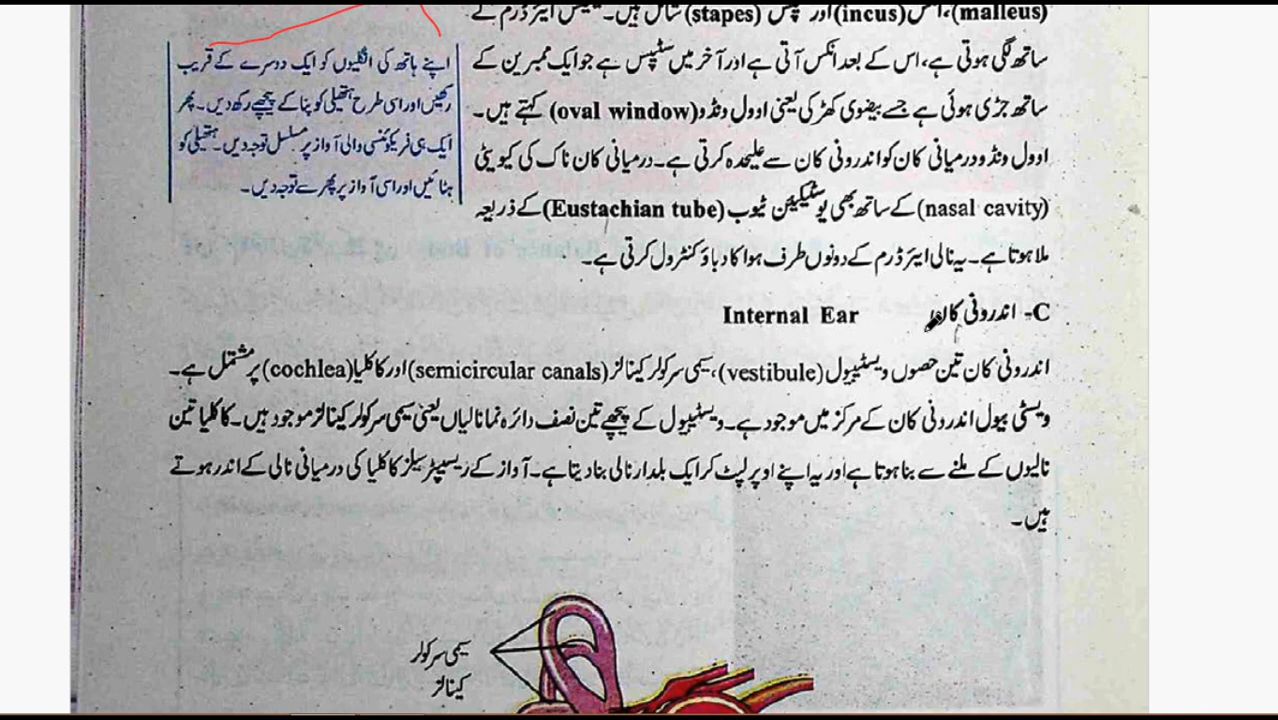 (malleus)، انکس (incus) اور سٹیپس (stapes) شامل ہیں۔ میلیئس ایئر ڈرم کے
ساتھ لگی ہوتی ہے، اس کے بعد انکس آتی ہے اور آخر میں سٹیپس ہے جو ایک ممبرین کے
ساتھ جڑی ہوئی ہے جسے بیضوی کھڑکی یعنی اوول ونڈو (oval window) کہتے ہیں۔
اوول ونڈو درمیانی کان کو اندرونی کان سے علیحدہ کرتی ہے۔ درمیانی کان ناک کی کیویٹی
(nasal cavity) کے ساتھ بھی یوسٹیکیئن ٹیوب (Eustachian tube) کے ذریعہ
ملا ہوتا ہے۔ یہ نالی ایئر ڈرم کے دونوں طرف ہوا کا دباؤ کنٹرول کرتی ہے۔
اپنے ہاتھ کی انگلیوں کو ایک دوسرے کے قریب
رکھیں اور اسی طرح ہتھیلی کو پنا کے پیچھے رکھ دیں۔ پھر
ایک ہی فریکوئنسی والی آواز پر مسلسل توجہ دیں۔ ہتھیلی کو
ہٹائیں اور اسی آواز پر پھر سے توجہ دیں۔
C- اندرونی کان Internal Ear
اندرونی کان تین حصوں ویسٹیبیول (vestibule)، سیمی سرکولر کینالز (semicircular canals) اور کاکلیا (cochlea) پر مشتمل ہے۔
ویسٹی بیول اندرونی کان کے مرکز میں موجود ہے۔ ویسٹیبیول کے پیچھے تین نصف دائرہ نما نالیاں یعنی سیمی سرکولر کینالز موجود ہیں۔ کاکلیا تین
نالیوں کے ملنے سے بنا ہوتا ہے اور یہ اپنے اوپر لپٹ کر ایک بلدار نالی بنا دیتا ہے۔ آواز کے ریسیپٹر سیلز کاکلیا کی درمیانی نالی کے اندر ہوتے
ہیں۔
سیمی سرکولر
کینالز